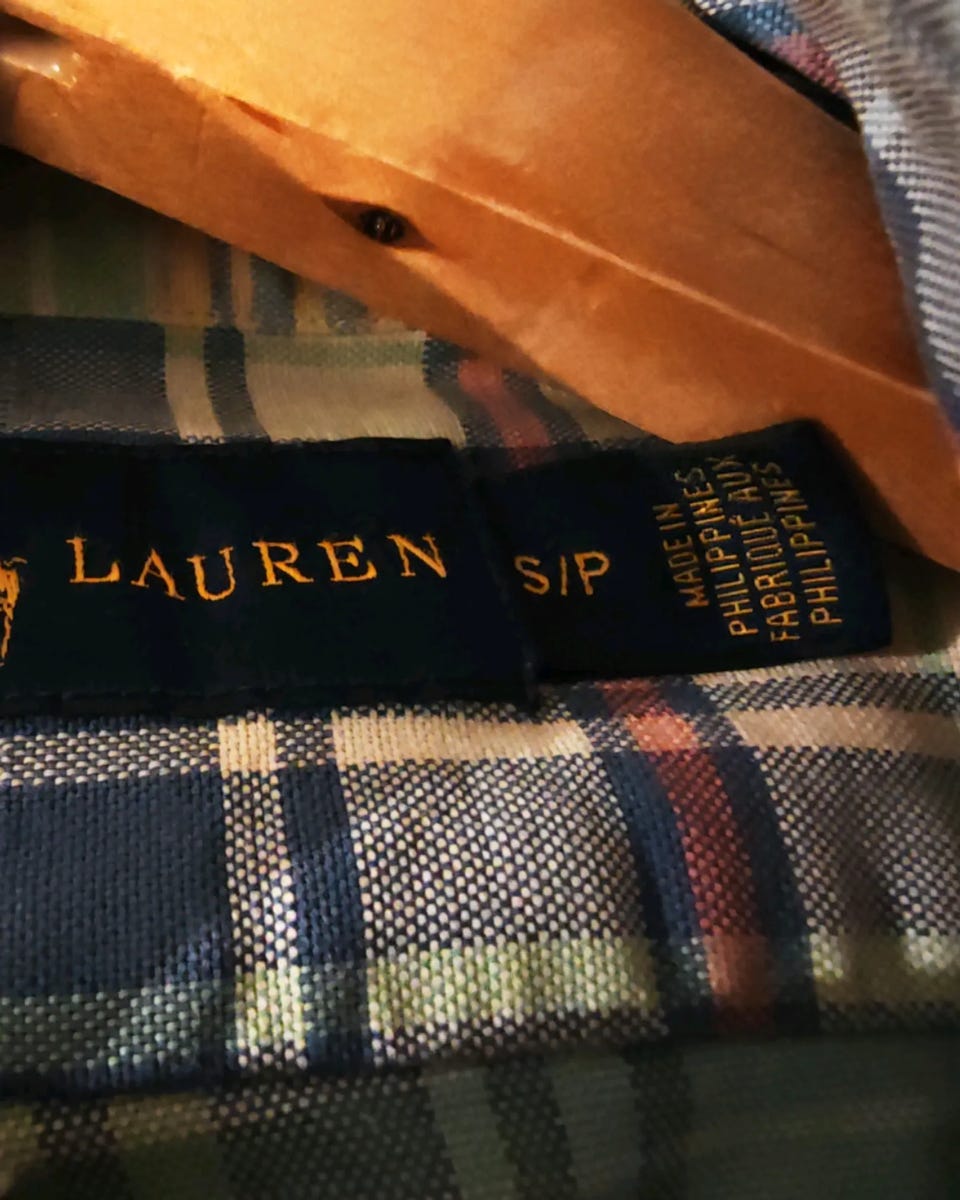 LAUREN
S/P
MADE IN
PHILIPPINES
FABRIQUÉ AUX
PHILIPPINES